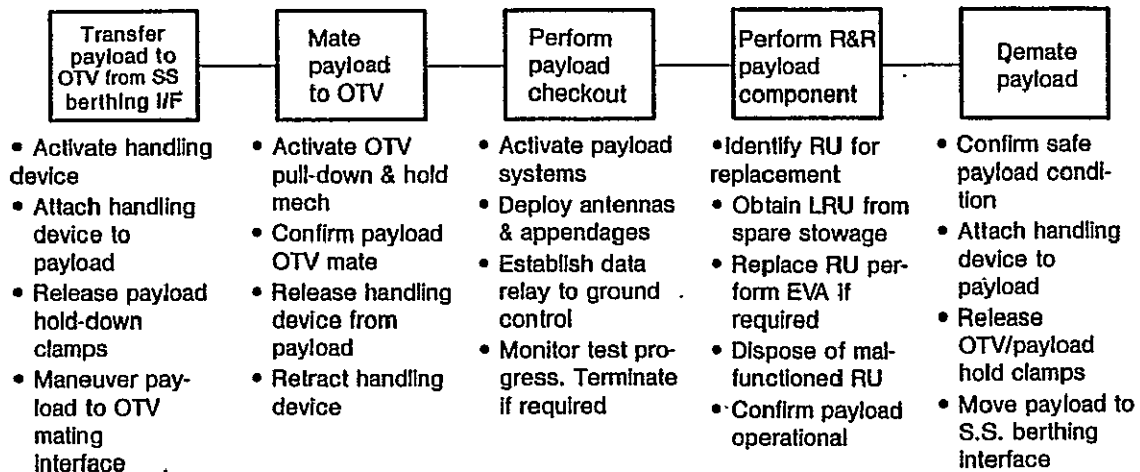 Transfer
payload to
OTV from SS
berthing I/F
Mate
payload
to OTV
Perform
payload
checkout
Perform R&R
payload
component
Demate
payload
• Activate handling
device
• Attach handling
device to
payload
• Release payload
hold-down
clamps
• Maneuver pay-
load to OTV
mating
interface
• Activate OTV
pull-down & hold
mech
• Confirm payload
OTV mate
• Release handling
device from
payload
• Retract handling
device
• Activate payload
systems
• Deploy antennas
& appendages
• Establish data
relay to ground
control
• Monitor test pro-
gress. Terminate
if required
• Identify RU for
replacement
• Obtain LRU from
spare stowage
• Replace RU per-
form EVA if
required
• Dispose of mal-
functioned RU
• Confirm payload
operational
• Confirm safe
payload condi-
tion
• Attach handling
device to
payload
• Release
OTV/payload
hold clamps
• Move payload to
S.S. berthing
interface